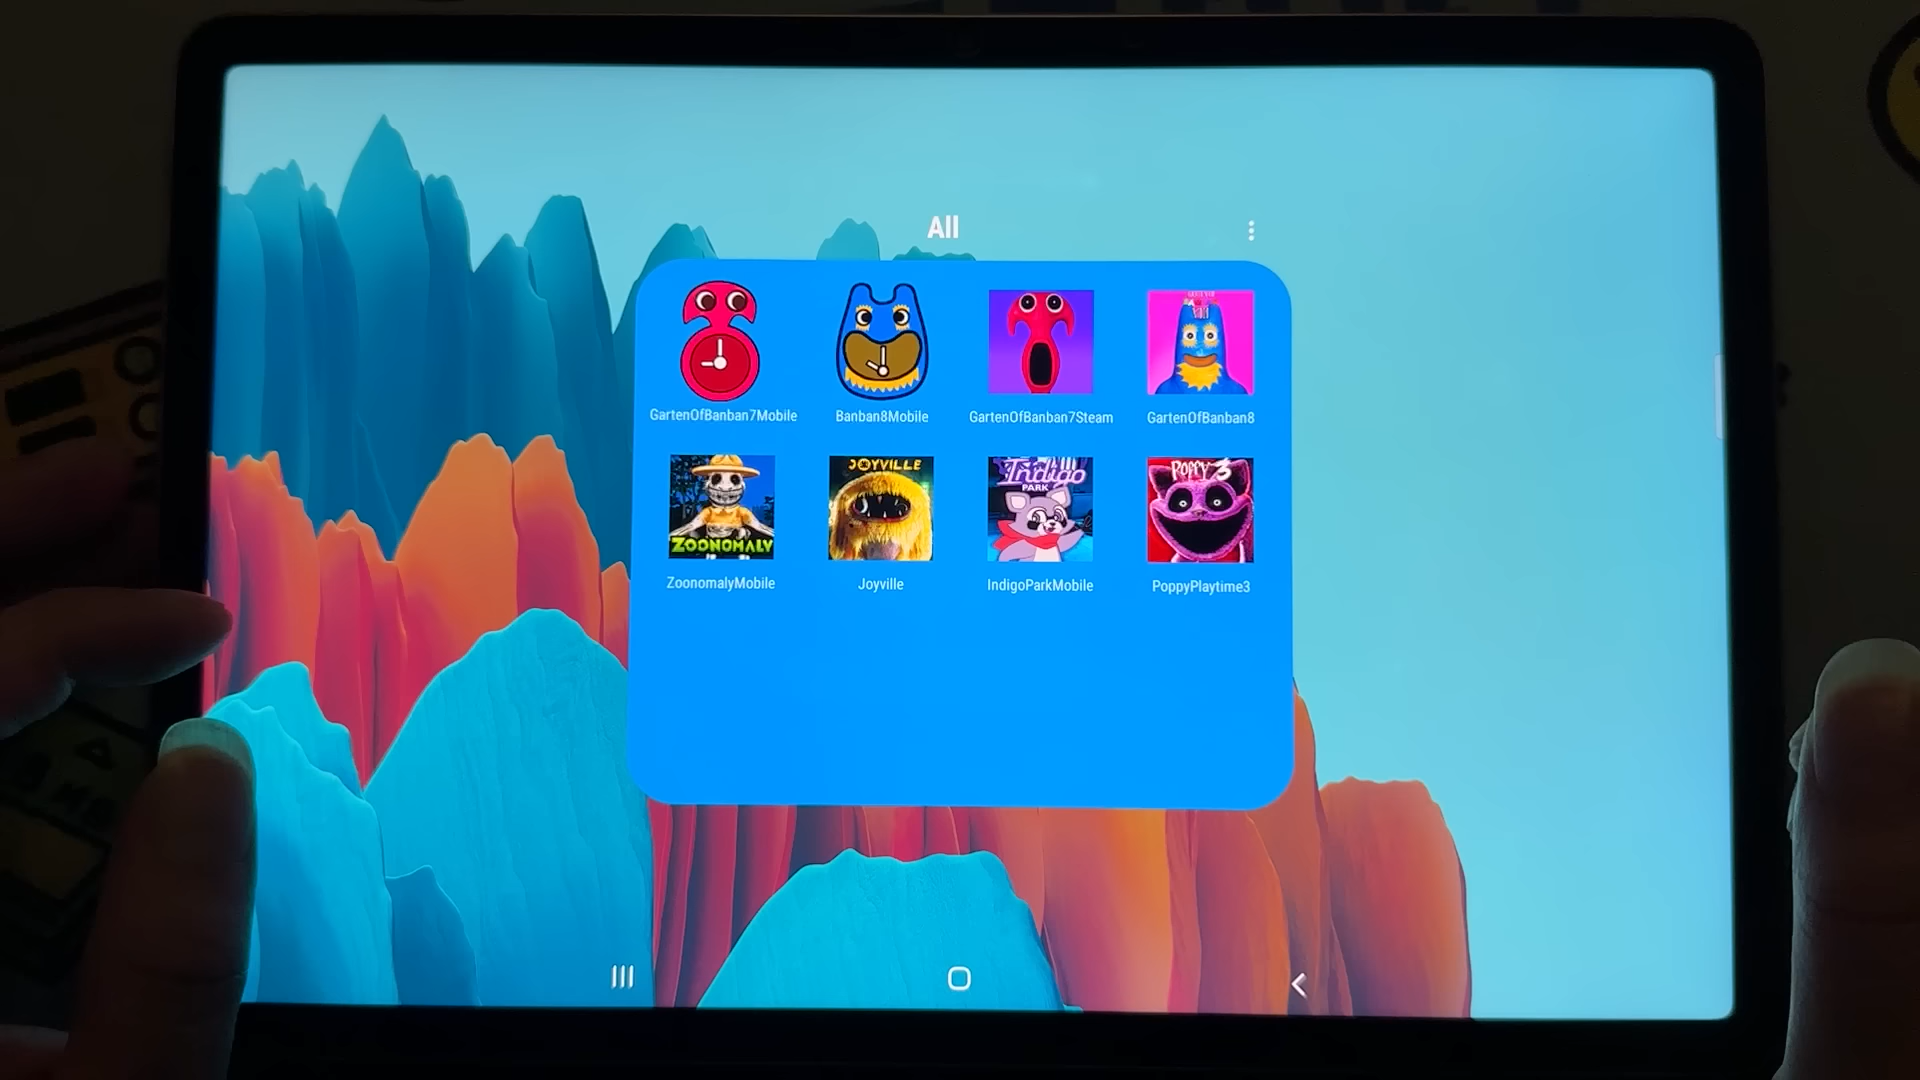 All
GartenOfBanban7Mobile
Banban8Mobile
GartenOfBanban7Steam
GartenOfBanban8
ZOONOMALY
JOYVILLE
Indigo
PARK
POPPY 3
ZoonomalyMobile
Joyville
IndigoParkMobile
PoppyPlaytime3